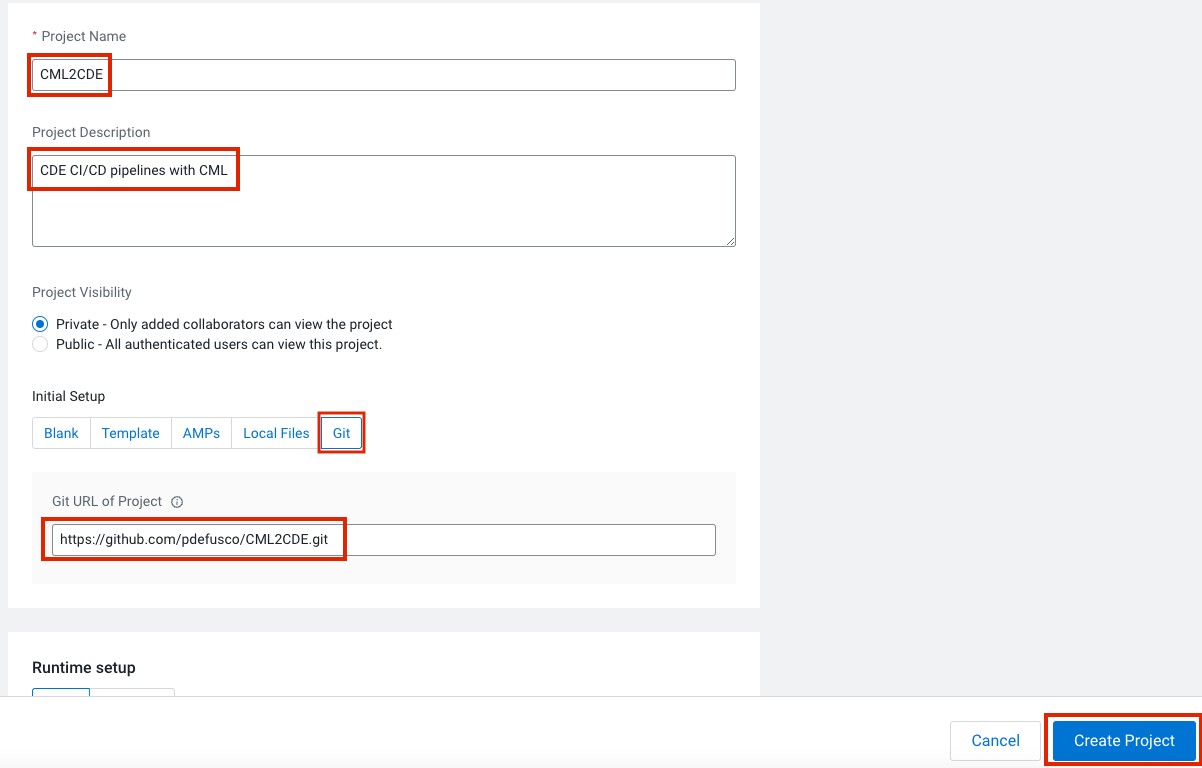 * Project Name
CML2CDE
Project Description
CDE CI/CD pipelines with CML
Project Visibility
Private - Only added collaborators can view the project
Public - All authenticated users can view this project.
Initial Setup
Blank Template AMPs Local Files Git
Git URL of Project
https://github.com/pdefusco/CML2CDE.git
Runtime setup
Cancel Create Project